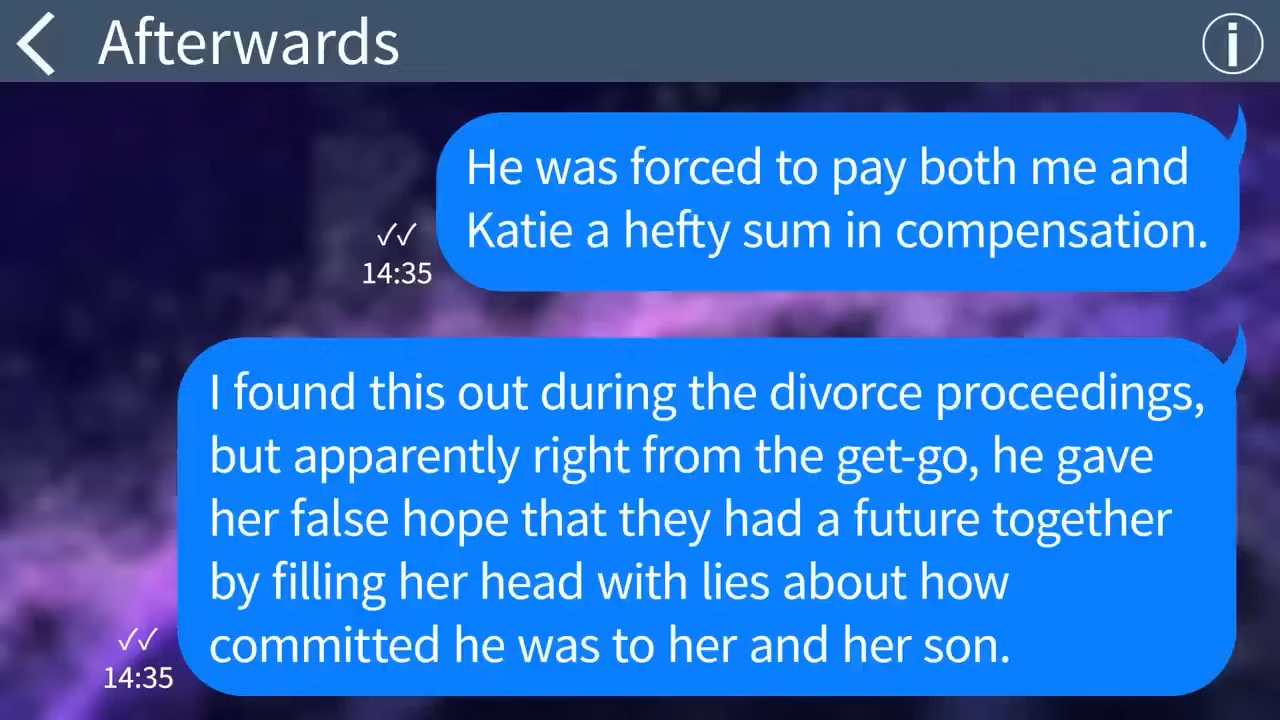 Afterwards
He was forced to pay both me and
Katie a hefty sum in compensation.
✓✓
14:35
I found this out during the divorce proceedings,
but apparently right from the get-go, he gave
her false hope that they had a future together
by filling her head with lies about how
committed he was to her and her son.
✓✓
14:35